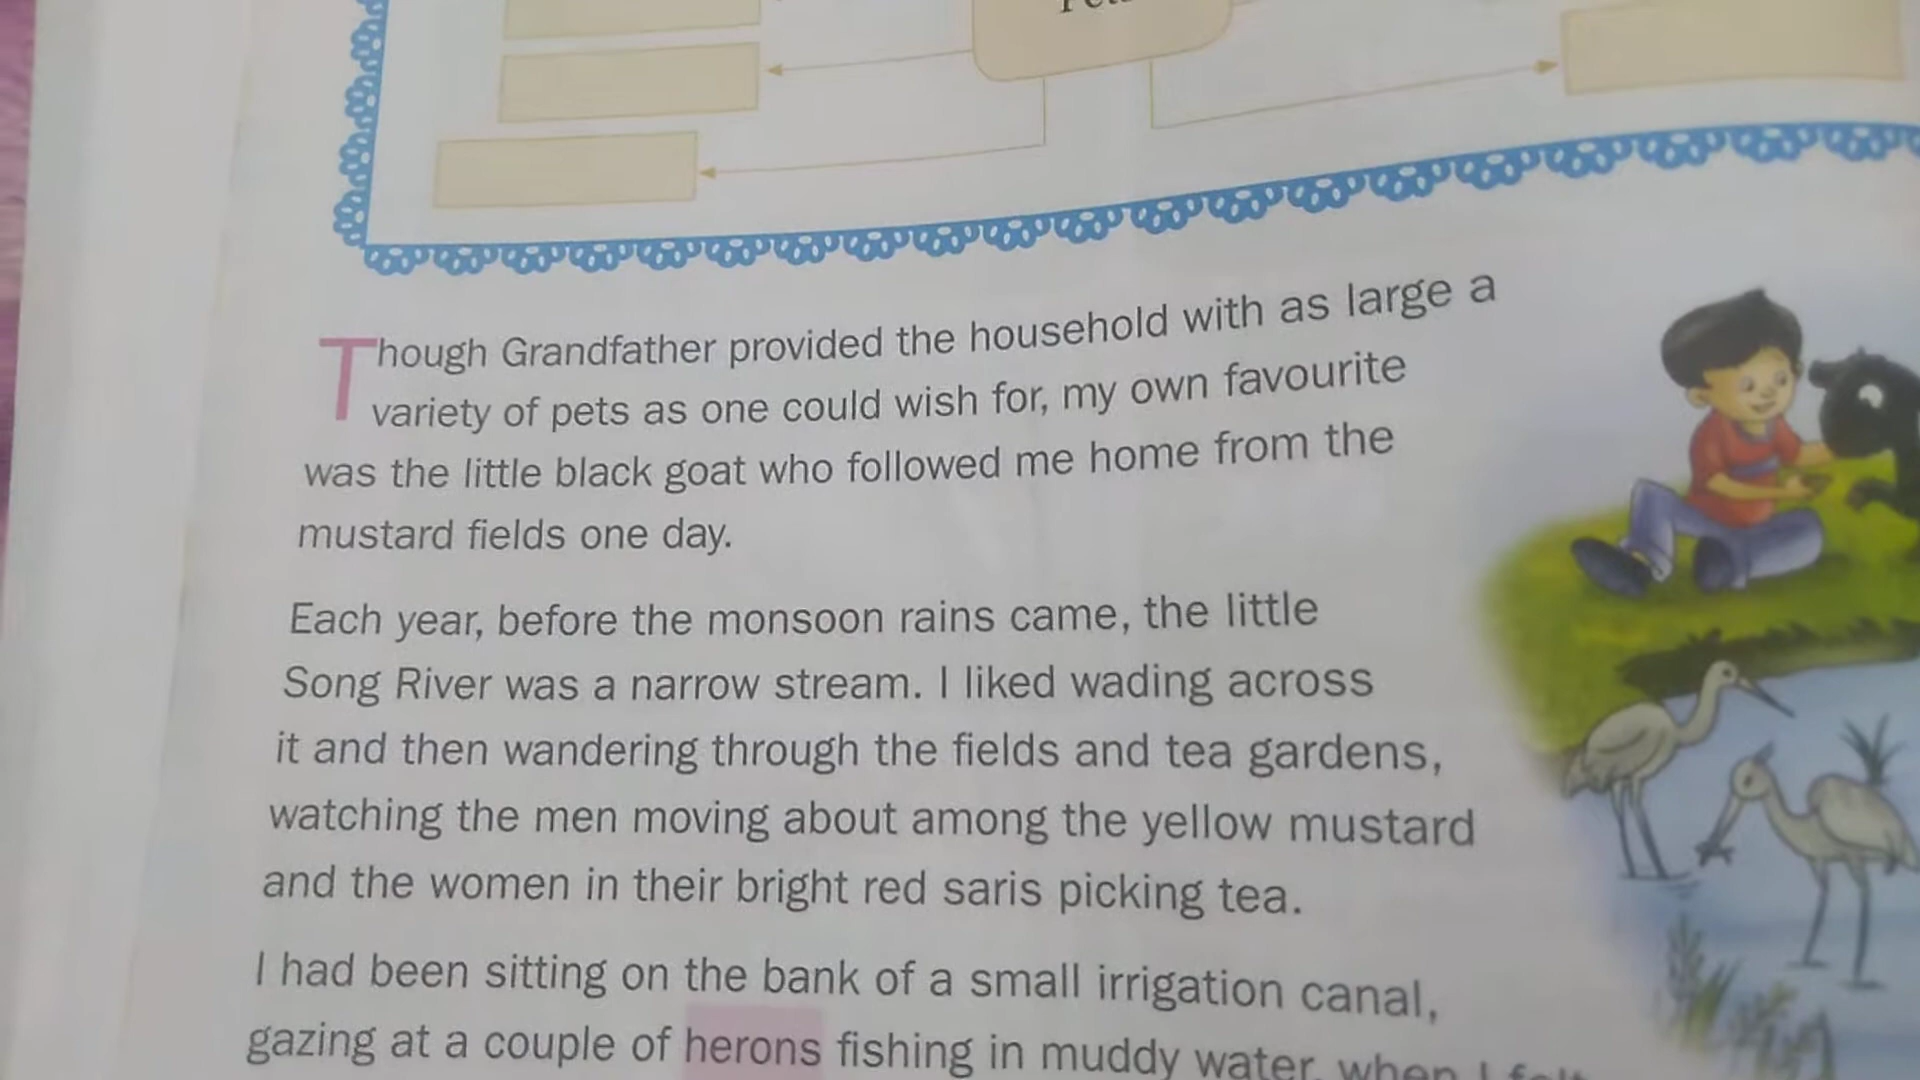 Though Grandfather provided the household with as large a
variety of pets as one could wish for, my own favourite
was the little black goat who followed me home from the
mustard fields one day.
Each year, before the monsoon rains came, the little
Song River was a narrow stream. I liked wading across
it and then wandering through the fields and tea gardens,
watching the men moving about among the yellow mustard
and the women in their bright red saris picking tea.
I had been sitting on the bank of a small irrigation canal,
gazing at a couple of herons fishing in muddy water, when I felt